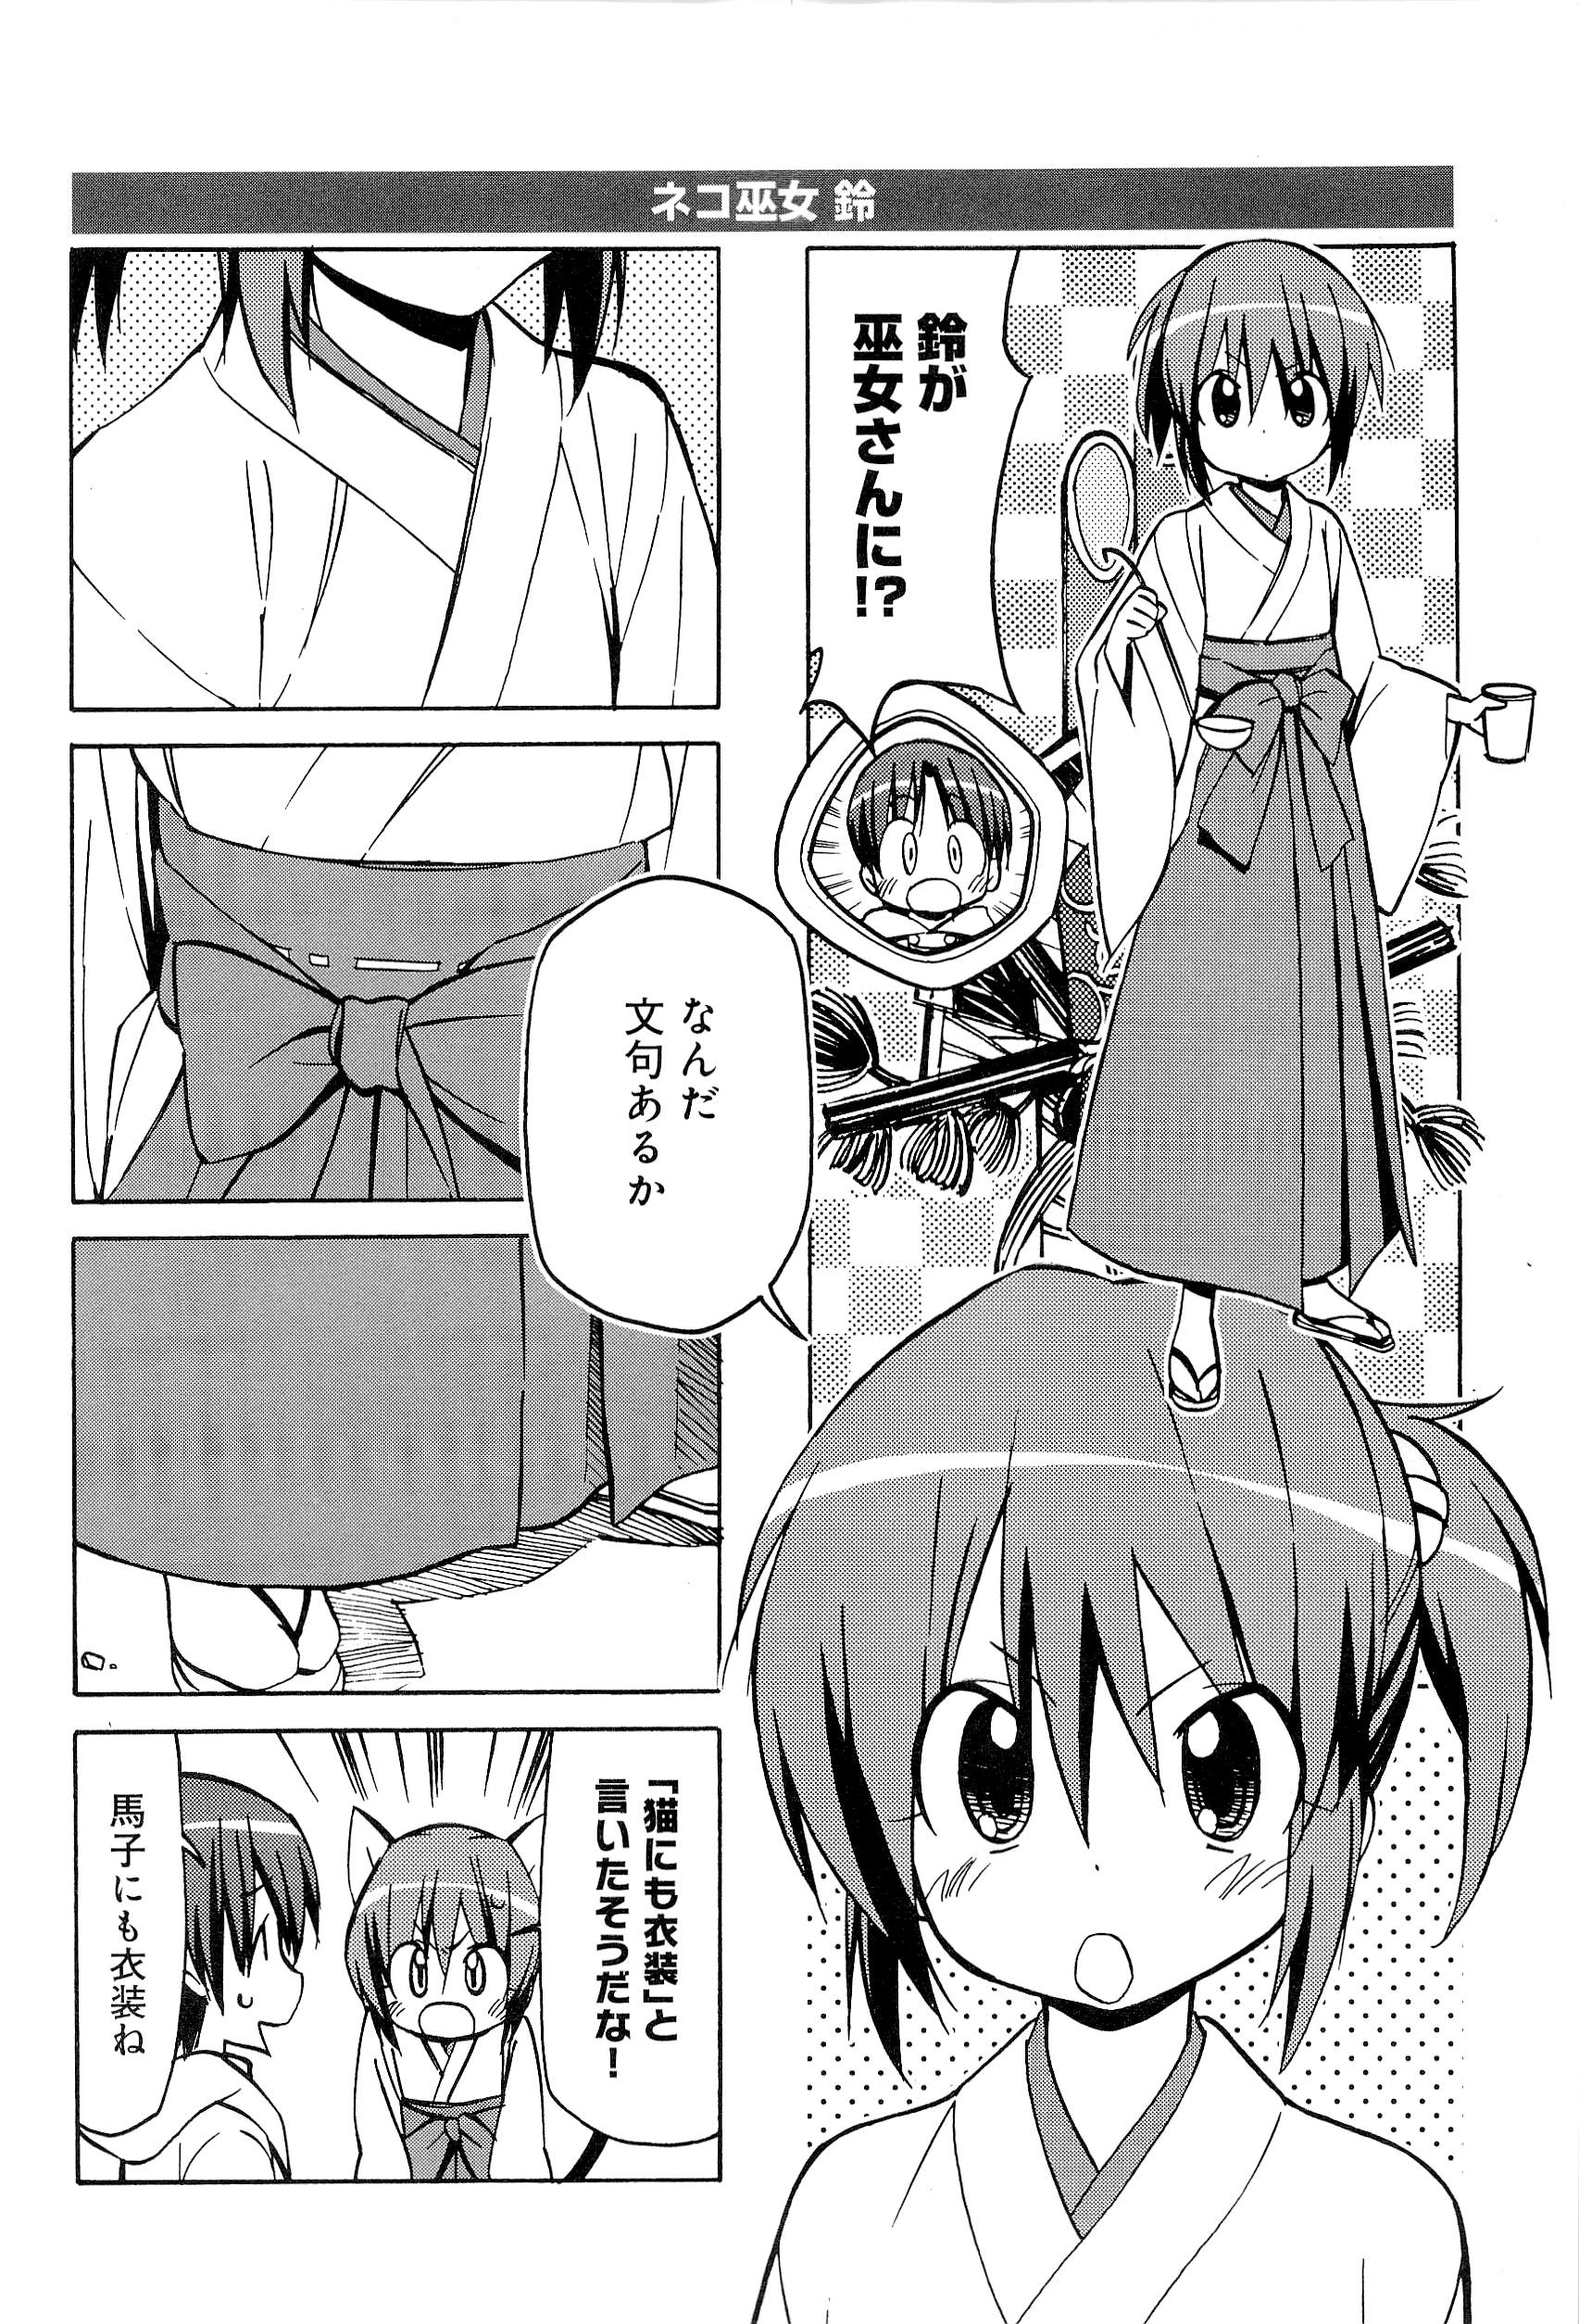 ネコ巫女 鈴
鈴が
巫女さんに!?
なんだ
文句あるか
「猫にも衣装」と
言いたそうだな!
馬子にも衣装ね